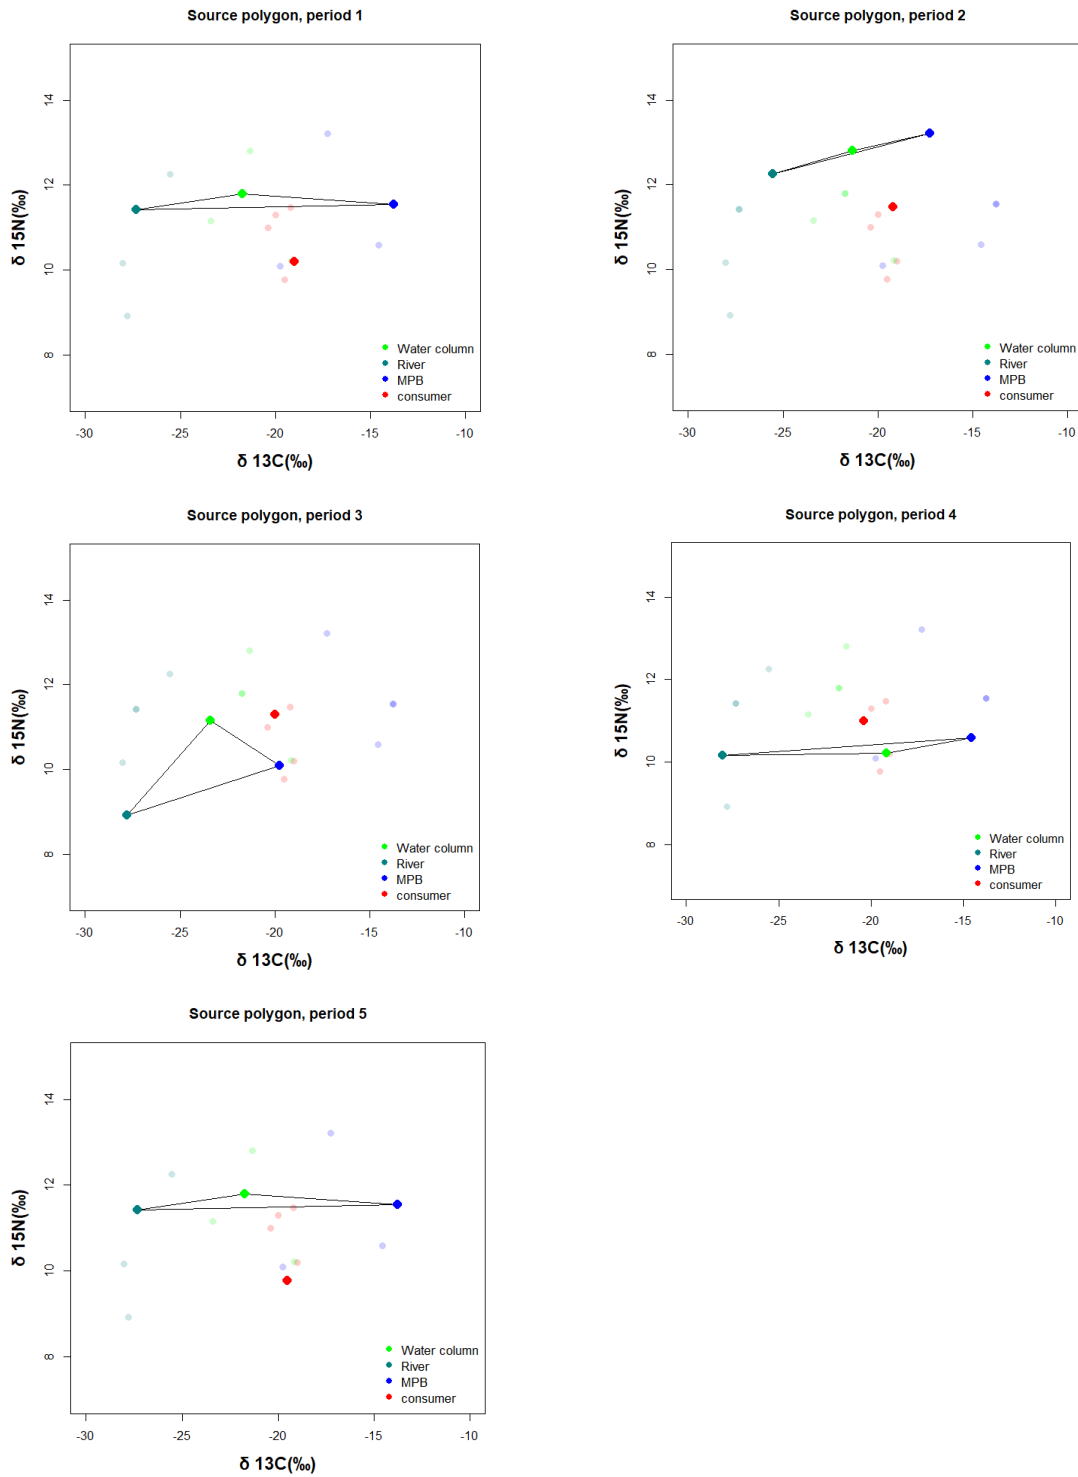 Source polygon, period 1
δ 15N(‰)
14
12
10
8
Water column
River
MPB
consumer
-30 -25 -20 -15 -10
δ 13C(‰)
Source polygon, period 2
δ 15N(‰)
14
12
10
8
Water column
River
MPB
consumer
-30 -25 -20 -15 -10
δ 13C(‰)
Source polygon, period 3
δ 15N(‰)
14
12
10
8
Water column
River
MPB
consumer
-30 -25 -20 -15 -10
δ 13C(‰)
Source polygon, period 4
δ 15N(‰)
14
12
10
8
Water column
River
MPB
consumer
-30 -25 -20 -15 -10
δ 13C(‰)
Source polygon, period 5
δ 15N(‰)
14
12
10
8
Water column
River
MPB
consumer
-30 -25 -20 -15 -10
δ 13C(‰)